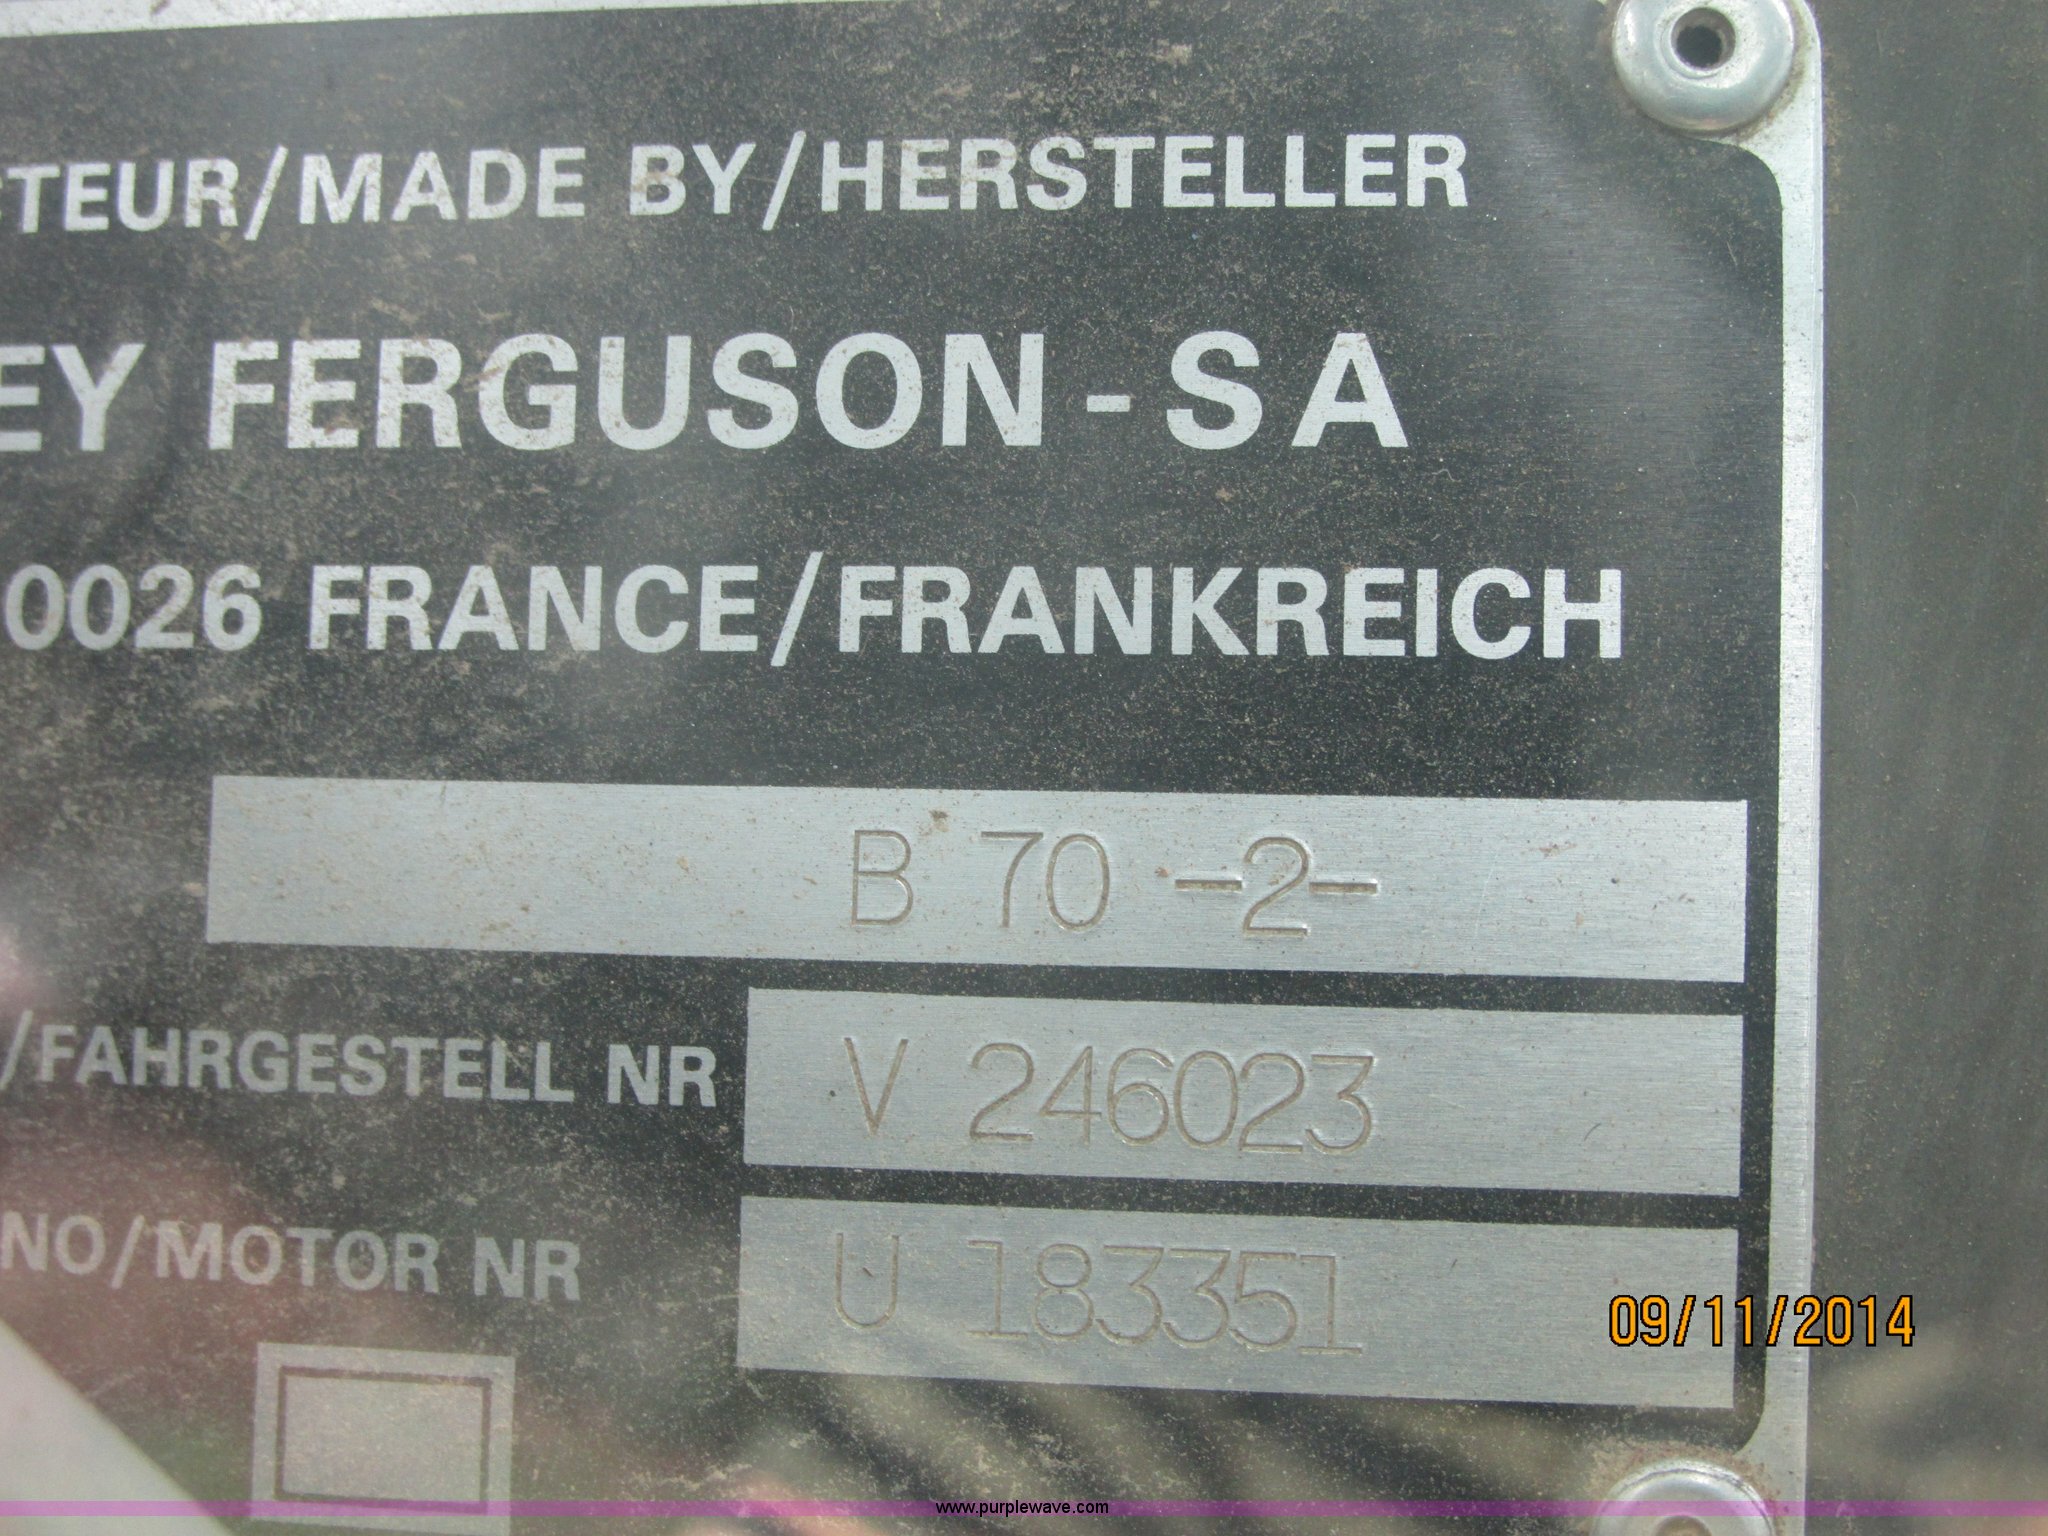 CTEUR/MADE BY/HERSTELLER
EY FERGUSON - SA
0026 FRANCE/FRANKREICH
B 70 -2-
/FAHRGESTELL NR V 246023
NO/MOTOR NR U 183351
09/11/2014
www.purplewave.com